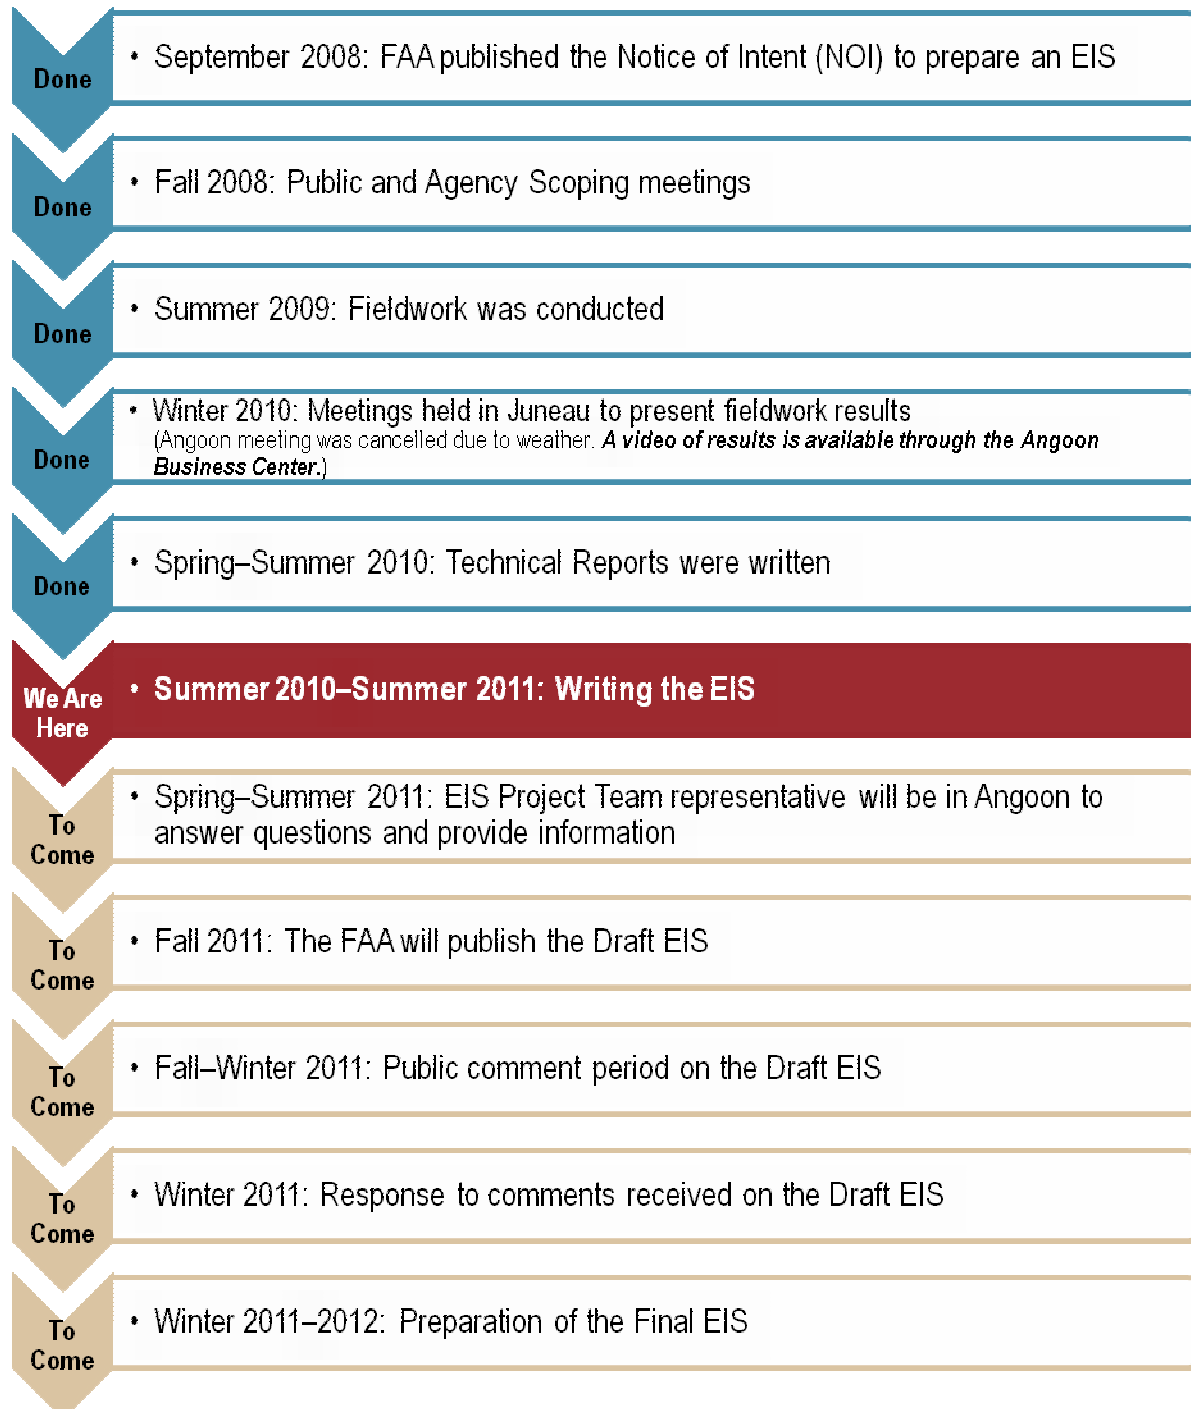 Done
• September 2008: FAA published the Notice of Intent (NOI) to prepare an EIS
Done
• Fall 2008: Public and Agency Scoping meetings
Done
• Summer 2009: Fieldwork was conducted
Done
• Winter 2010: Meetings held in Juneau to present fieldwork results
(Angoon meeting was cancelled due to weather. A video of results is available through the Angoon
Business Center.)
Done
• Spring–Summer 2010: Technical Reports were written
We Are
Here
• Summer 2010–Summer 2011: Writing the EIS
To
Come
• Spring–Summer 2011: EIS Project Team representative will be in Angoon to
answer questions and provide information
To
Come
• Fall 2011: The FAA will publish the Draft EIS
To
Come
• Fall–Winter 2011: Public comment period on the Draft EIS
To
Come
• Winter 2011: Response to comments received on the Draft EIS
To
Come
• Winter 2011–2012: Preparation of the Final EIS